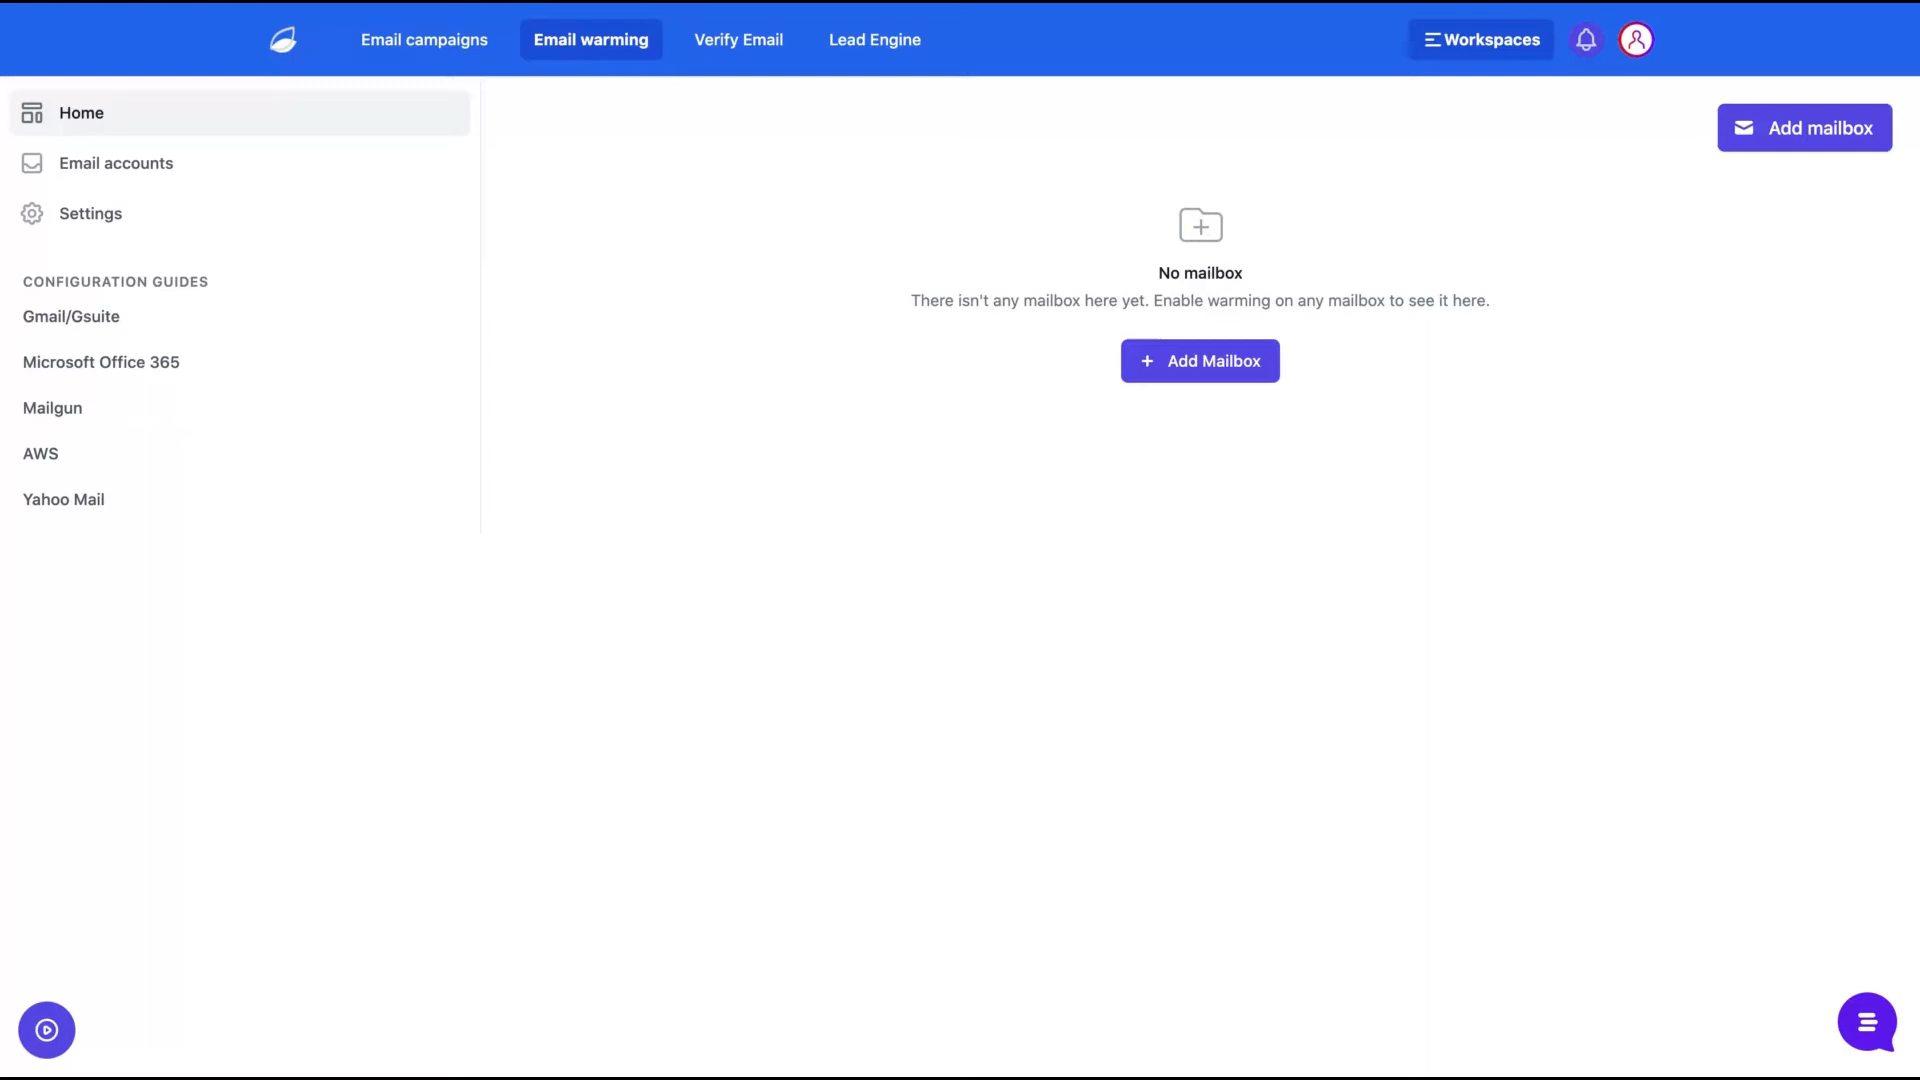 Email campaigns
Email warming
Verify Email
Lead Engine
Workspaces
Home
Email accounts
Settings
CONFIGURATION GUIDES
Gmail/Gsuite
Microsoft Office 365
Mailgun
AWS
Yahoo Mail
Add mailbox
No mailbox
There isn't any mailbox here yet. Enable warming on any mailbox to see it here.
+ Add Mailbox